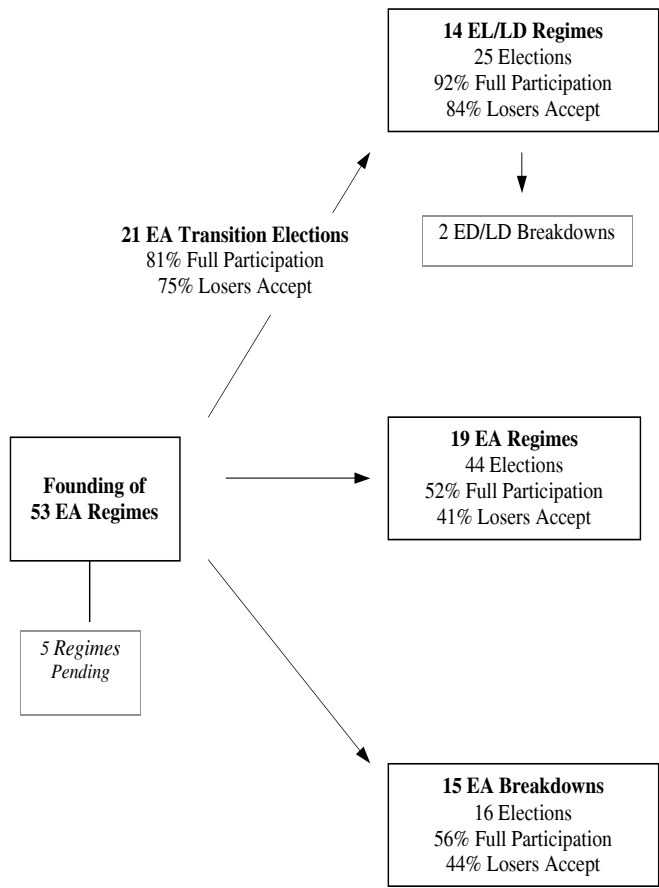 14 EL/LD Regimes
25 Elections
92% Full Participation
84% Losers Accept
21 EA Transition Elections
81% Full Participation
75% Losers Accept
2 ED/LD Breakdowns
19 EA Regimes
44 Elections
52% Full Participation
41% Losers Accept
Founding of
53 EA Regimes
5 Regimes
Pending
15 EA Breakdowns
16 Elections
56% Full Participation
44% Losers Accept